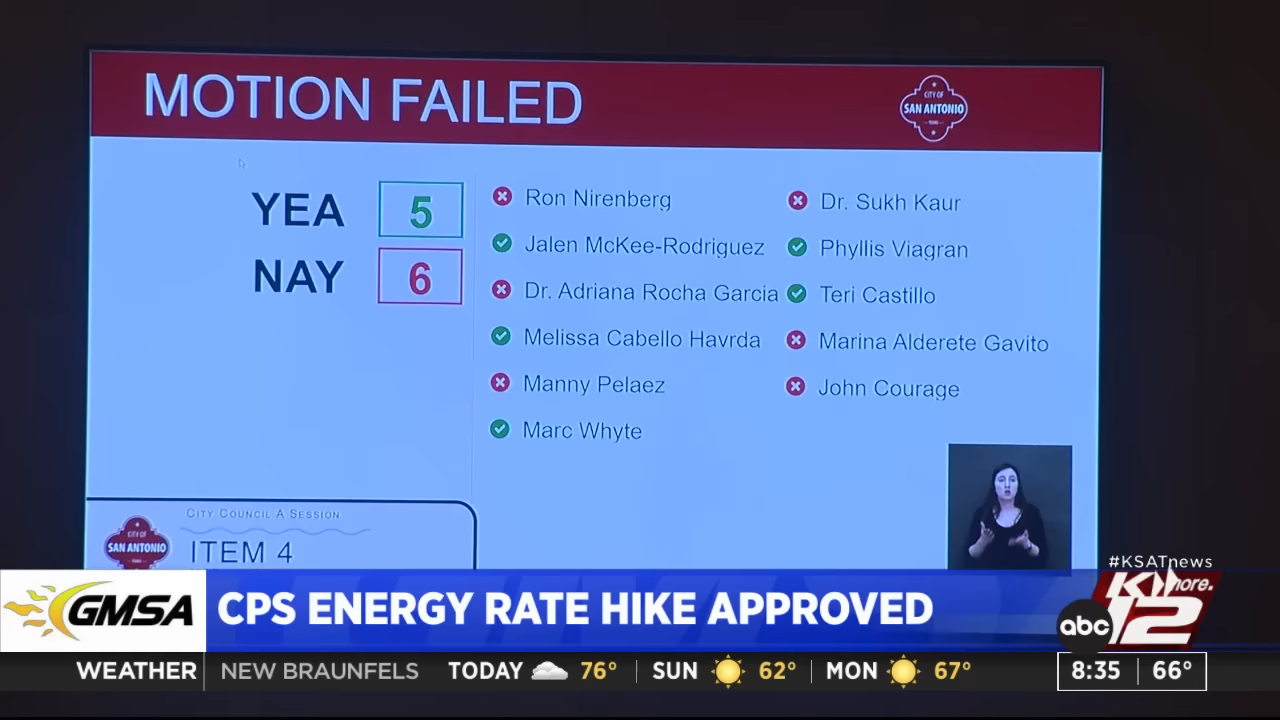 MOTION FAILED
CITY OF
SAN ANTONIO
TEXAS
YEA 5
NAY 6
Ron Nirenberg
Jalen McKee-Rodriguez
Dr. Adriana Rocha Garcia
Melissa Cabello Havrda
Manny Pelaez
Marc Whyte
Dr. Sukh Kaur
Phyllis Viagran
Teri Castillo
Marina Alderete Gavito
John Courage
CITY COUNCIL A SESSION
CITY OF
SAN ANTONIO
ITEM 4
#KSATnews
GMSA
CPS ENERGY RATE HIKE APPROVED
more.
12
abc
WEATHER NEW BRAUNFELS TODAY 76° SUN 62° MON 67°
8:35 66°